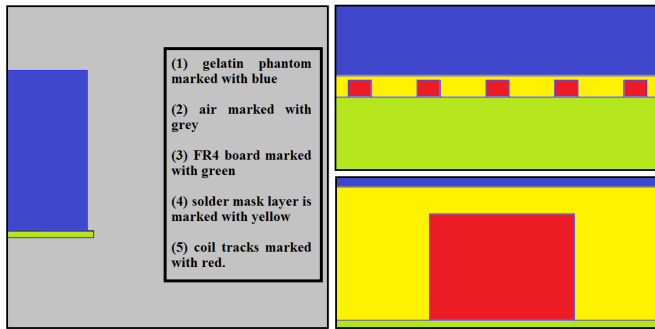 (1) gelatin phantom
marked with blue
(2) air marked with
grey
(3) FR4 board marked
with green
(4) solder mask layer is
marked with yellow
(5) coil tracks marked
with red.